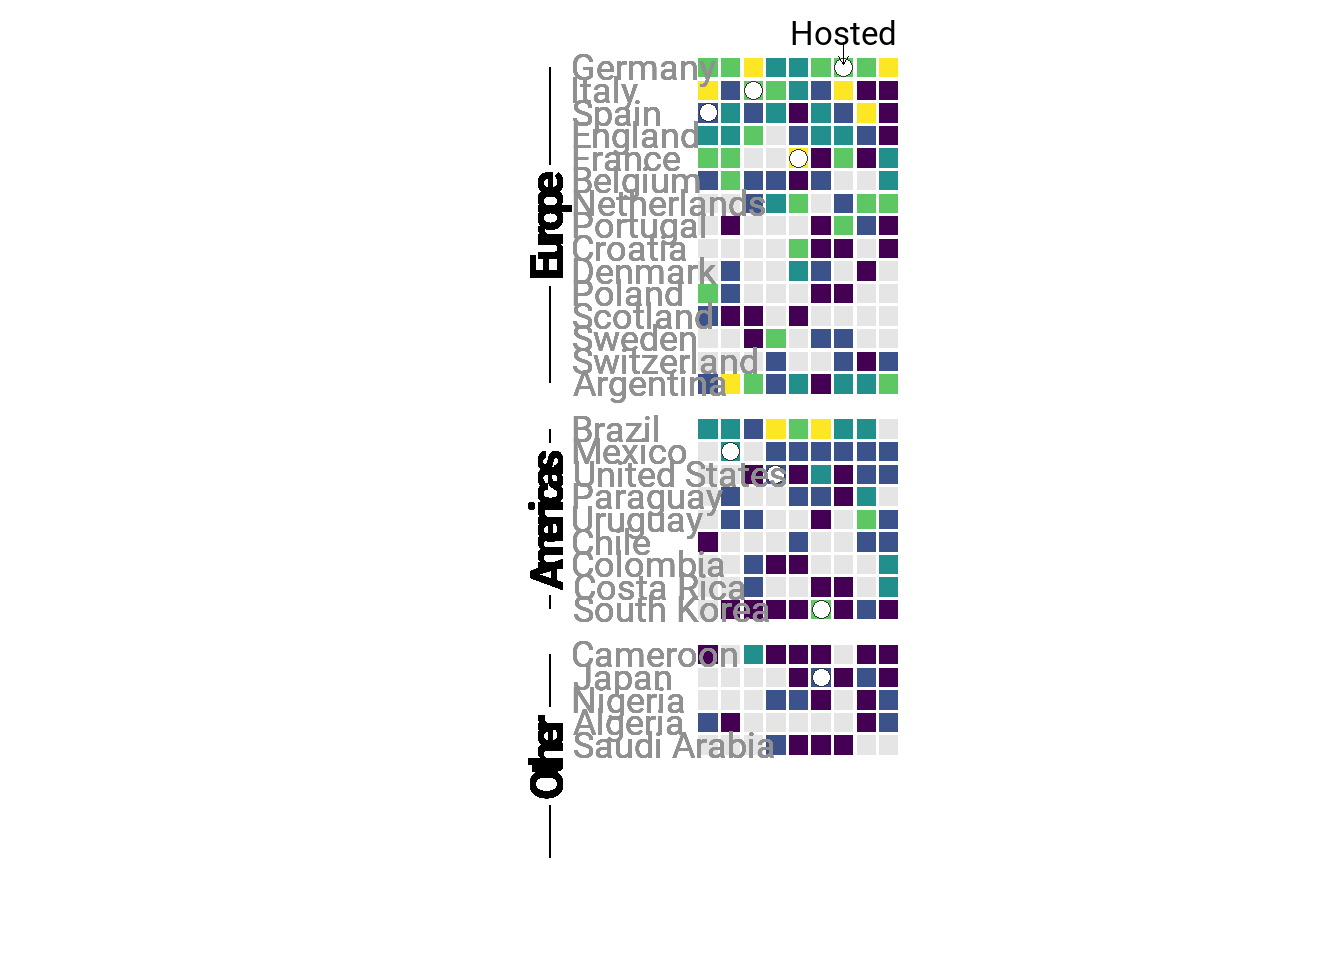 Hosted
Germany
Italy
Spain
England
France
Belgium
Netherlands
Portugal
Croatia
Denmark
Poland
Scotland
Sweden
Switzerland
Argentina
Europe
Brazil
Mexico
United States
Paraguay
Uruguay
Chile
Colombia
Costa Rica
South Korea
Americas
Cameroon
Japan
Nigeria
Algeria
Saudi Arabia
Other